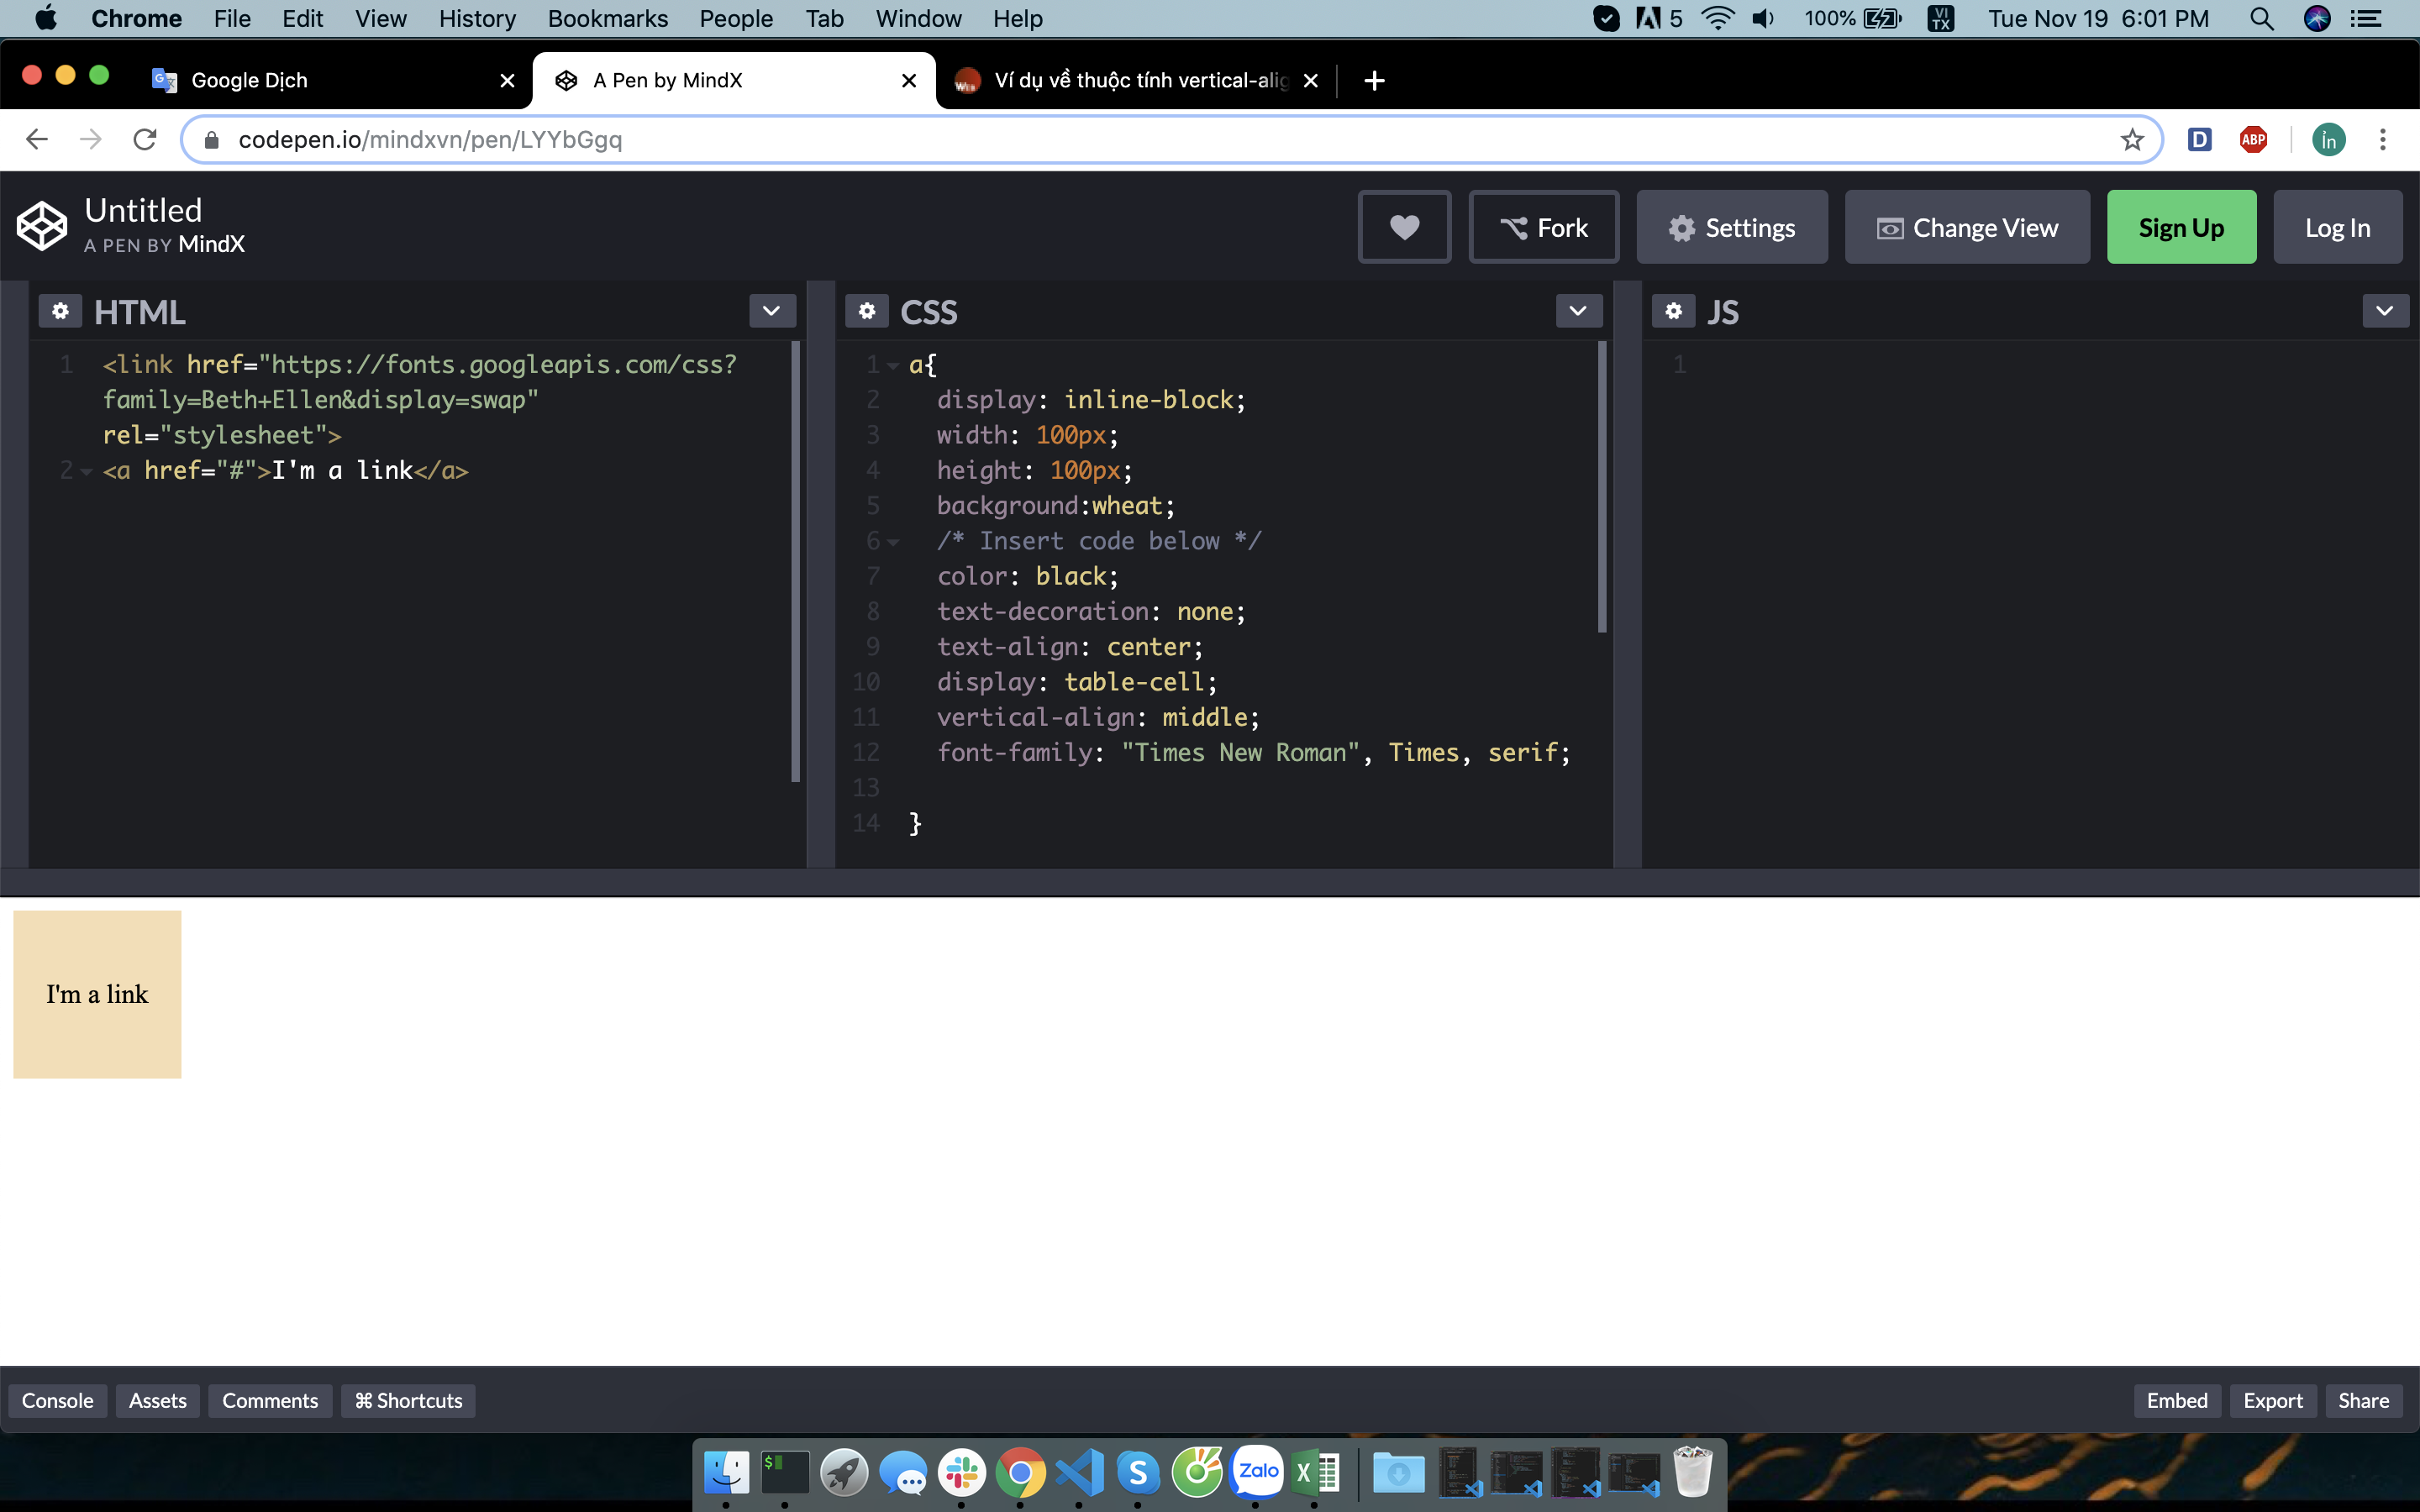 Chrome File Edit View History Bookmarks People Tab Window Help 5 100% VI TX Tue Nov 19 6:01 PM
Google Dịch A Pen by MindX Ví dụ về thuộc tính vertical-alig
codepen.io/mindxvn/pen/LYYbGgq D ABP İn
Untitled
A PEN BY MindX
Fork Settings Change View Sign Up Log In
HTML
1 <link href="https://fonts.googleapis.com/css?
family=Beth+Ellen&display=swap"
rel="stylesheet">
2 <a href="#">I'm a link</a>
CSS
1 a{
2 display: inline-block;
3 width: 100px;
4 height: 100px;
5 background:wheat;
6 /* Insert code below */
7 color: black;
8 text-decoration: none;
9 text-align: center;
10 display: table-cell;
11 vertical-align: middle;
12 font-family: "Times New Roman", Times, serif;
13
14 }
JS
1
I'm a link
Console Assets Comments ⌘ Shortcuts Embed Export Share
$ S Zalo X